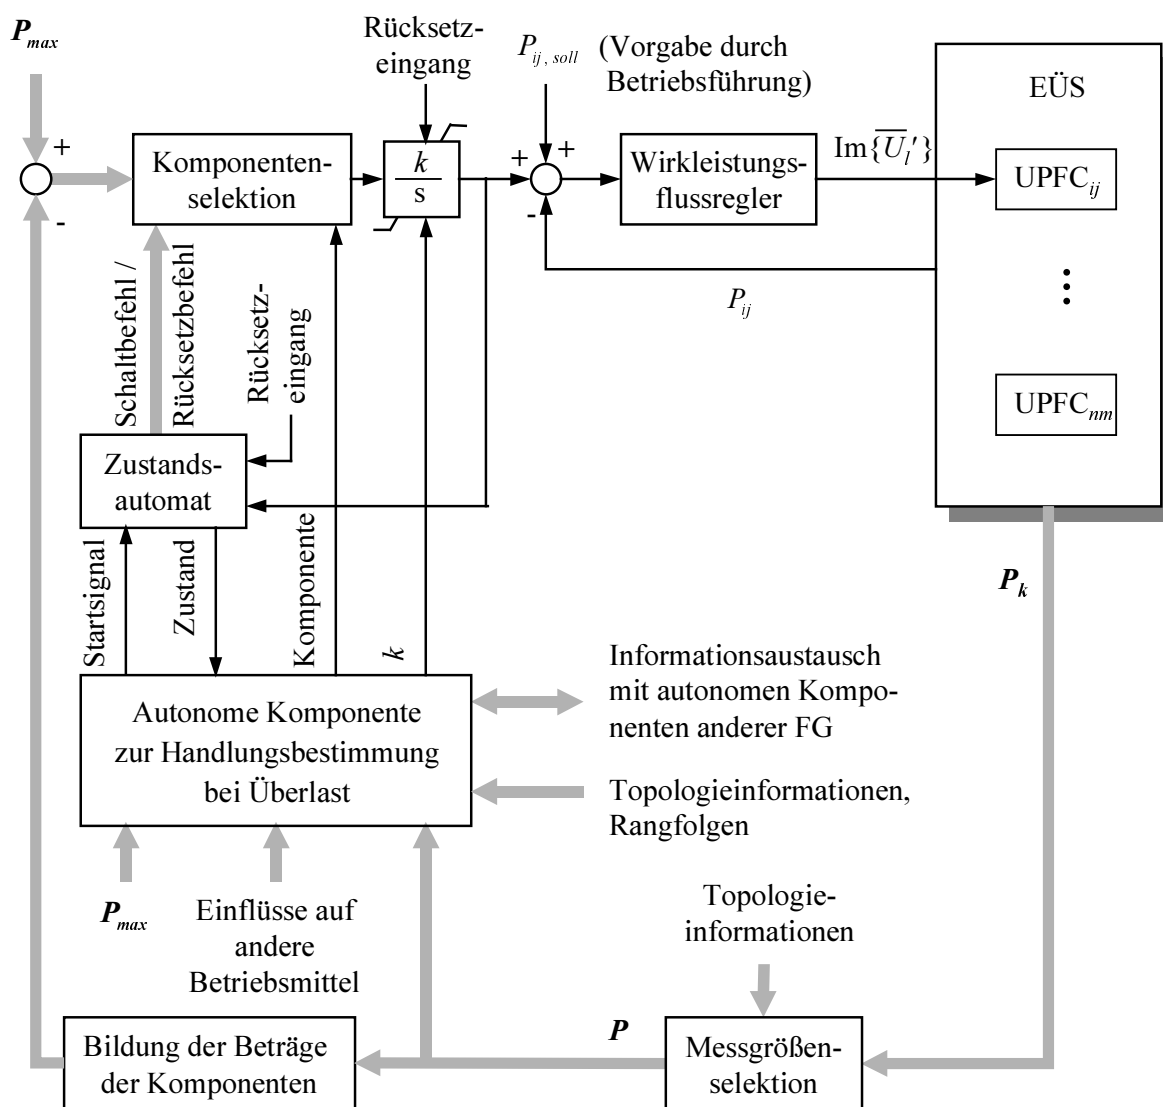 P_max
Rücksetz-
eingang
P_ij, soll (Vorgabe durch
Betriebsführung)
EÜS
+
Komponenten-
selektion
k
s
+
+
Wirkleistungs-
flussregler
Im{U̅_l'}
UPFC_ij
-
-
P_ij
⋮
Schaltbefehl /
Rücksetzbefehl
Rücksetz-
eingang
UPFC_nm
Zustands-
automat
Startsignal
Zustand
Komponente
k
P_k
Autonome Komponente
zur Handlungsbestimmung
bei Überlast
Informationsaustausch
mit autonomen Kompo-
nenten anderer FG
Topologieinformationen,
Rangfolgen
P_max
Einflüsse auf
andere
Betriebsmittel
Topologie-
informationen
Bildung der Beträge
der Komponenten
P
Messgrößen-
selektion